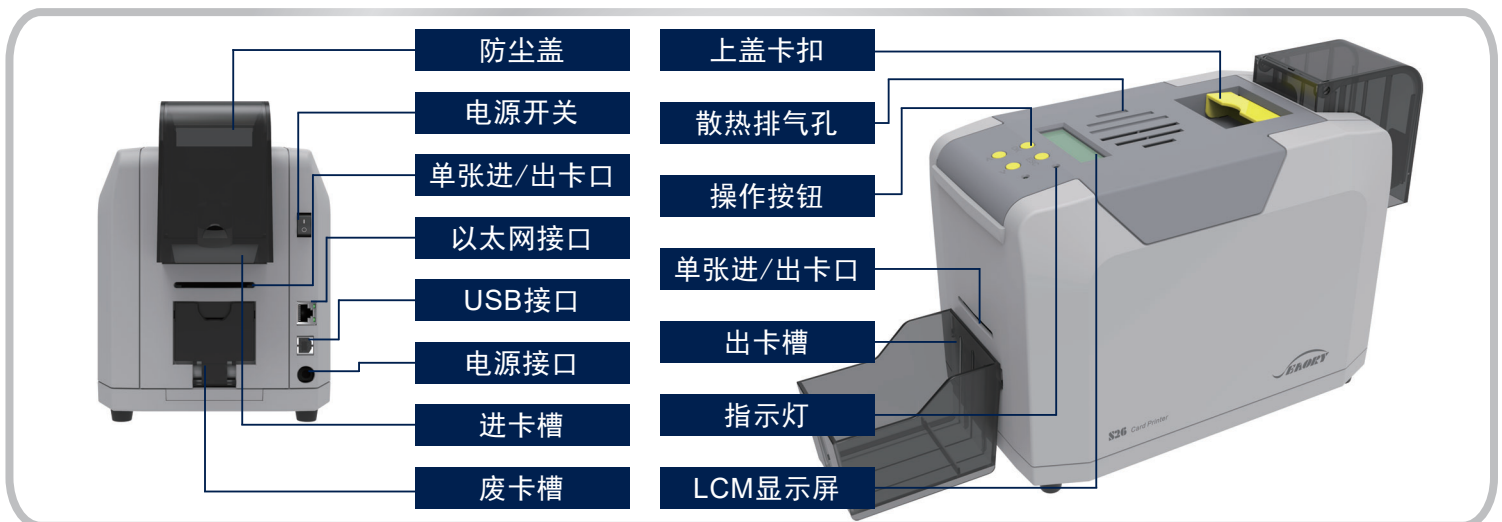 防尘盖
电源开关
单张进/出卡口
以太网接口
USB接口
电源接口
进卡槽
废卡槽
上盖卡扣
散热排气孔
操作按钮
单张进/出卡口
出卡槽
指示灯
LCM显示屏
S26 Card Printer